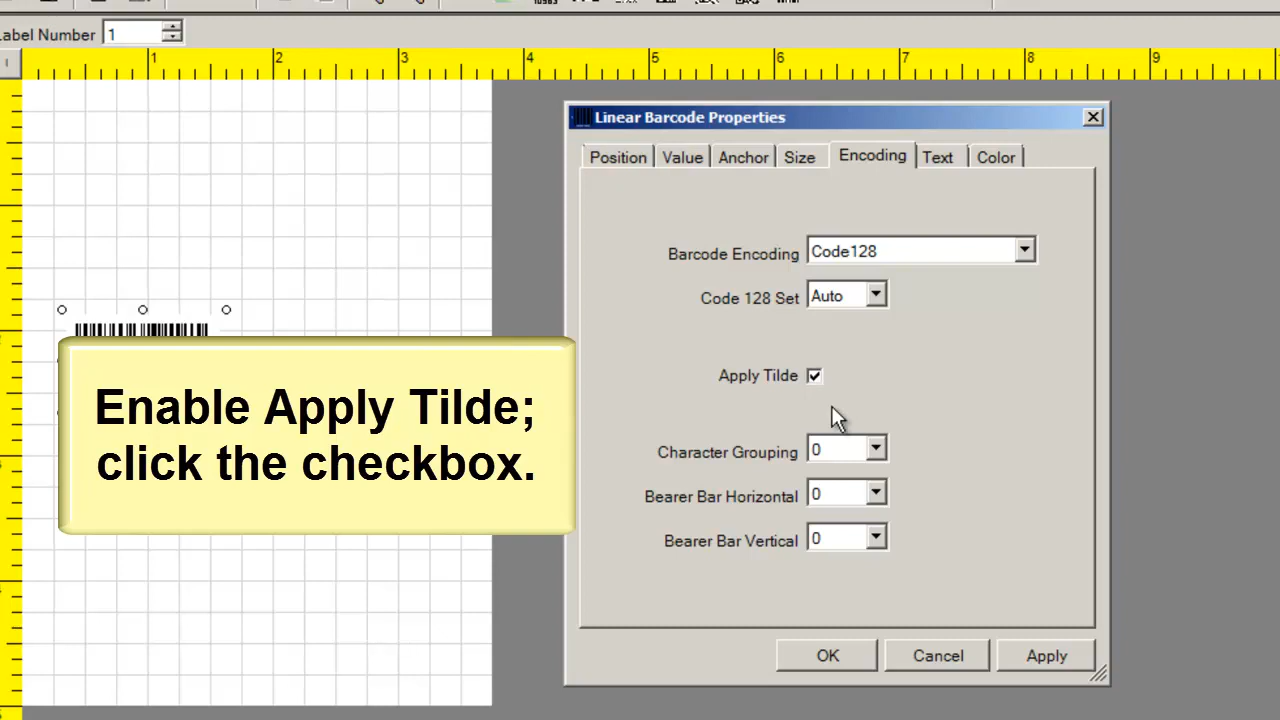 Label Number 1
1 2 3 4 5 6 7 8 9
Linear Barcode Properties
Position Value Anchor Size Encoding Text Color
Barcode Encoding Code128
Code 128 Set Auto
Apply Tilde
Enable Apply Tilde;
click the checkbox.
Character Grouping 0
Bearer Bar Horizontal 0
Bearer Bar Vertical 0
OK Cancel Apply